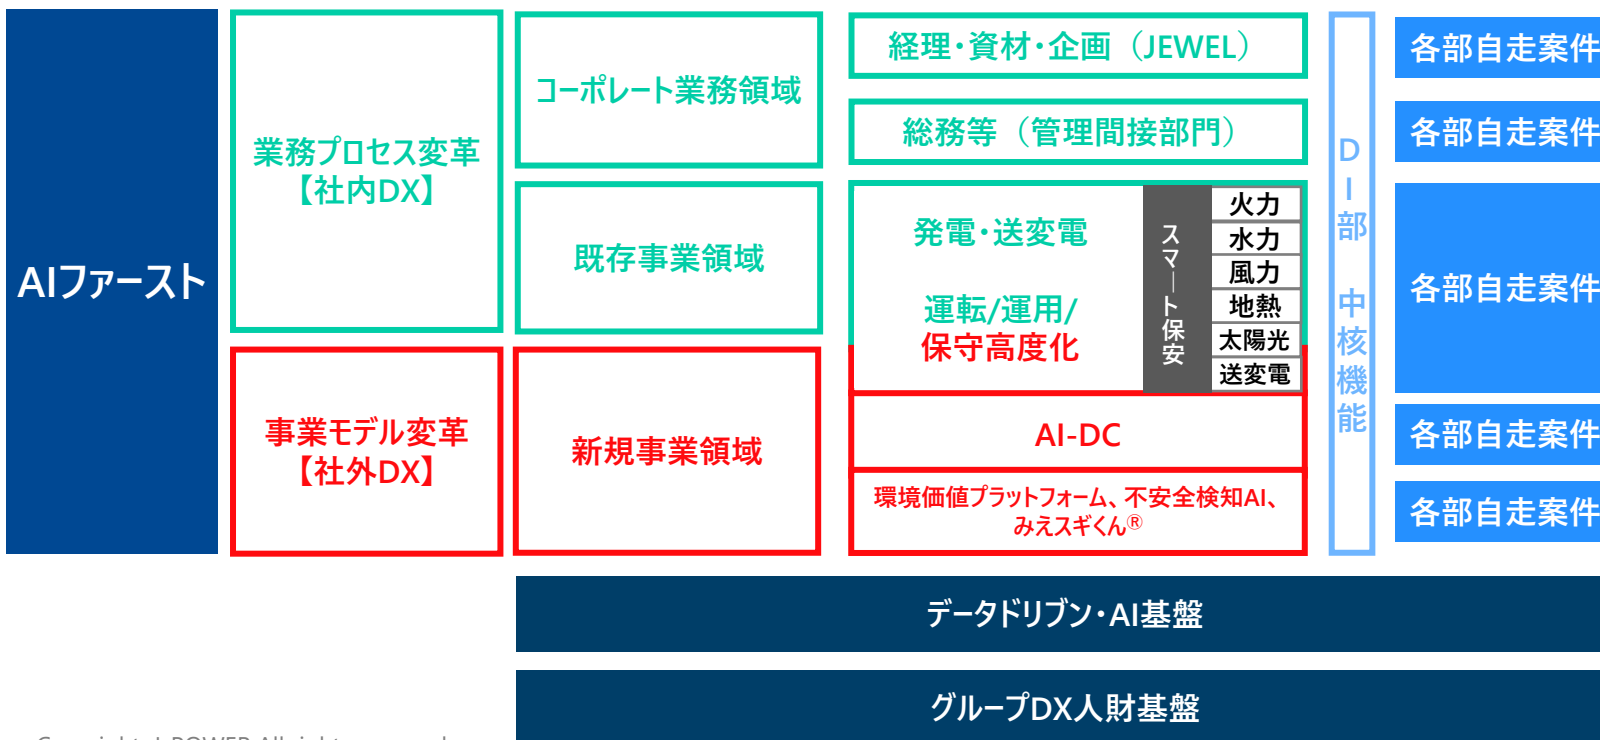 AIファースト
業務プロセス変革
【社内DX】
事業モデル変革
【社外DX】
コーポレート業務領域
既存事業領域
新規事業領域
経理・資材・企画（JEWEL）
総務等（管理間接部門）
発電・送変電
運転/運用/
保守高度化
スマート保安
火力
水力
風力
地熱
太陽光
送変電
AI-DC
環境価値プラットフォーム、不安全検知AI、
みえスギくん®
DI部 中核機能
各部自走案件
各部自走案件
各部自走案件
各部自走案件
各部自走案件
データドリブン・AI基盤
グループDX人財基盤